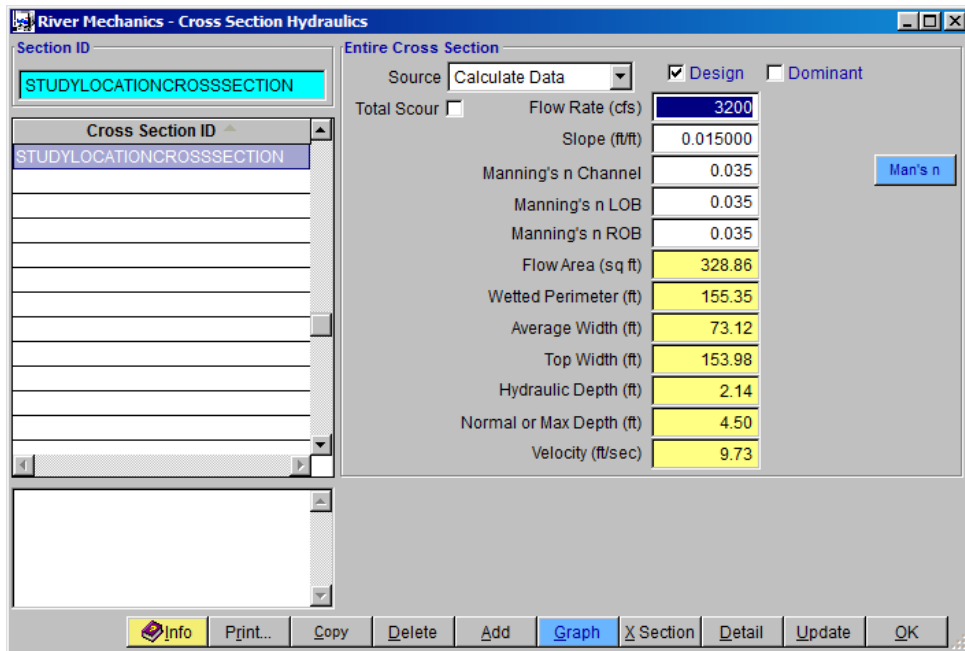 River Mechanics - Cross Section Hydraulics
Section ID
STUDYLOCATIONCROSSSECTION
Cross Section ID
STUDYLOCATIONCROSSSECTION
Entire Cross Section
Source Calculate Data Design Dominant
Total Scour Flow Rate (cfs) 3200
Slope (ft/ft) 0.015000
Manning's n Channel 0.035 Man's n
Manning's n LOB 0.035
Manning's n ROB 0.035
Flow Area (sq ft) 328.86
Wetted Perimeter (ft) 155.35
Average Width (ft) 73.12
Top Width (ft) 153.98
Hydraulic Depth (ft) 2.14
Normal or Max Depth (ft) 4.50
Velocity (ft/sec) 9.73
Info Print... Copy Delete Add Graph X Section Detail Update OK